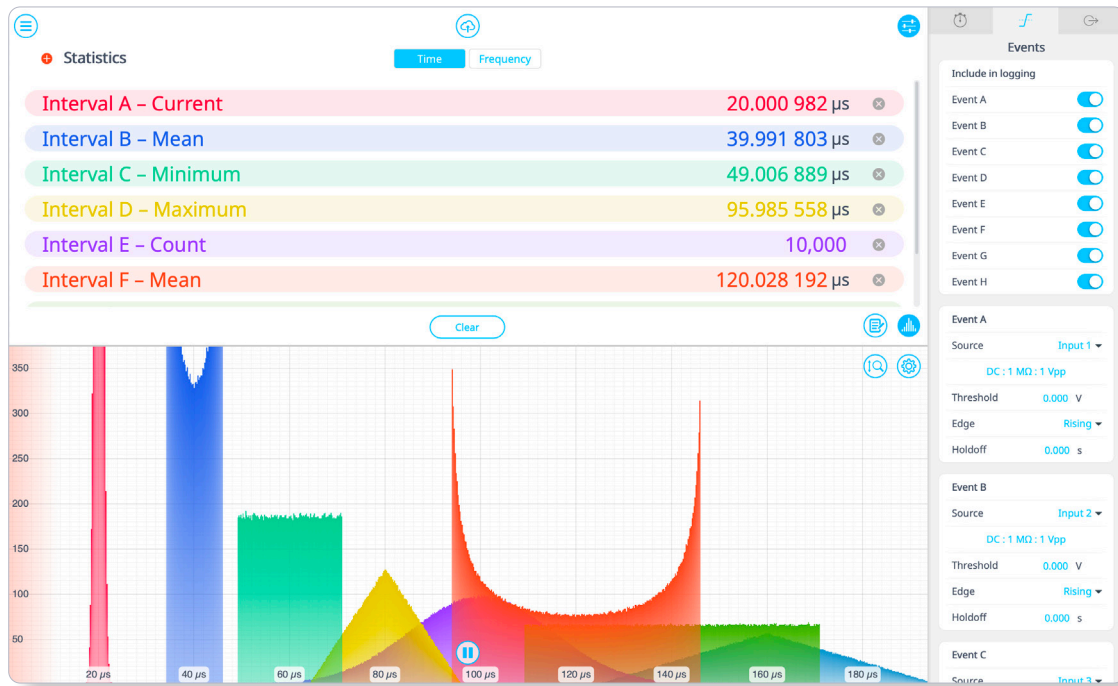 Statistics
Time Frequency
Interval A – Current 20.000 982 µs
Interval B – Mean 39.991 803 µs
Interval C – Minimum 49.006 889 µs
Interval D – Maximum 95.985 558 µs
Interval E – Count 10,000
Interval F – Mean 120.028 192 µs
Clear
350
300
250
200
150
100
50
20 µs 40 µs 60 µs 80 µs 100 µs 120 µs 140 µs 160 µs 180 µs
Events
Include in logging
Event A
Event B
Event C
Event D
Event E
Event F
Event G
Event H
Event A
Source Input 1
DC : 1 MΩ : 1 Vpp
Threshold 0.000 V
Edge Rising
Holdoff 0.000 s
Event B
Source Input 2
DC : 1 MΩ : 1 Vpp
Threshold 0.000 V
Edge Rising
Holdoff 0.000 s
Event C
Source Input 3